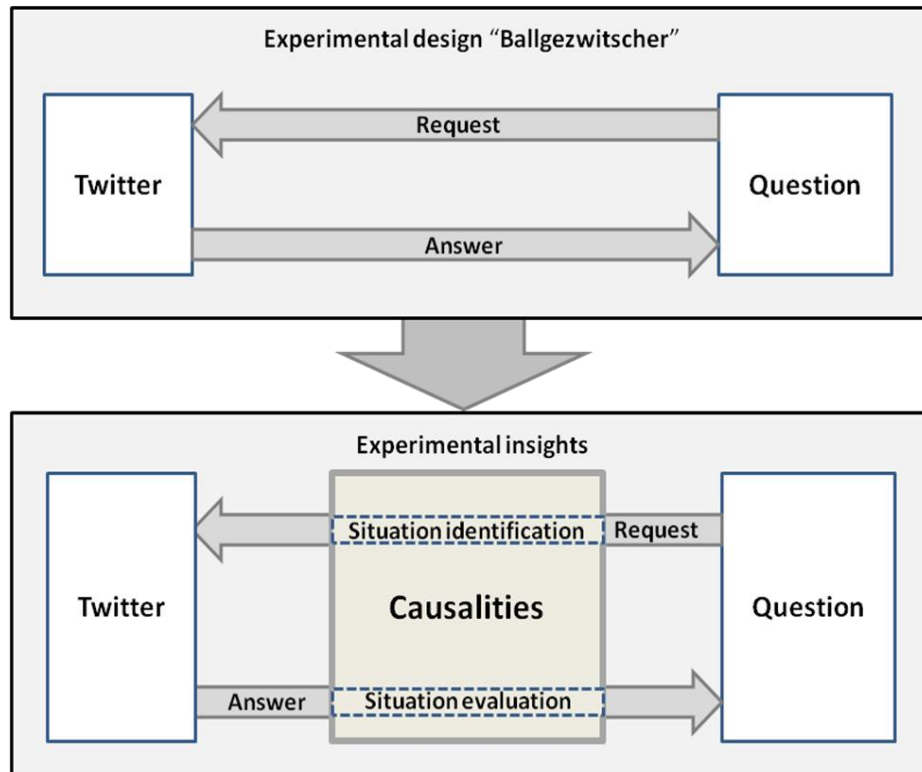 Experimental design “Ballgezwitscher”
Request
Twitter
Question
Answer
Experimental insights
Situation identification
Request
Twitter
Causalities
Question
Answer
Situation evaluation